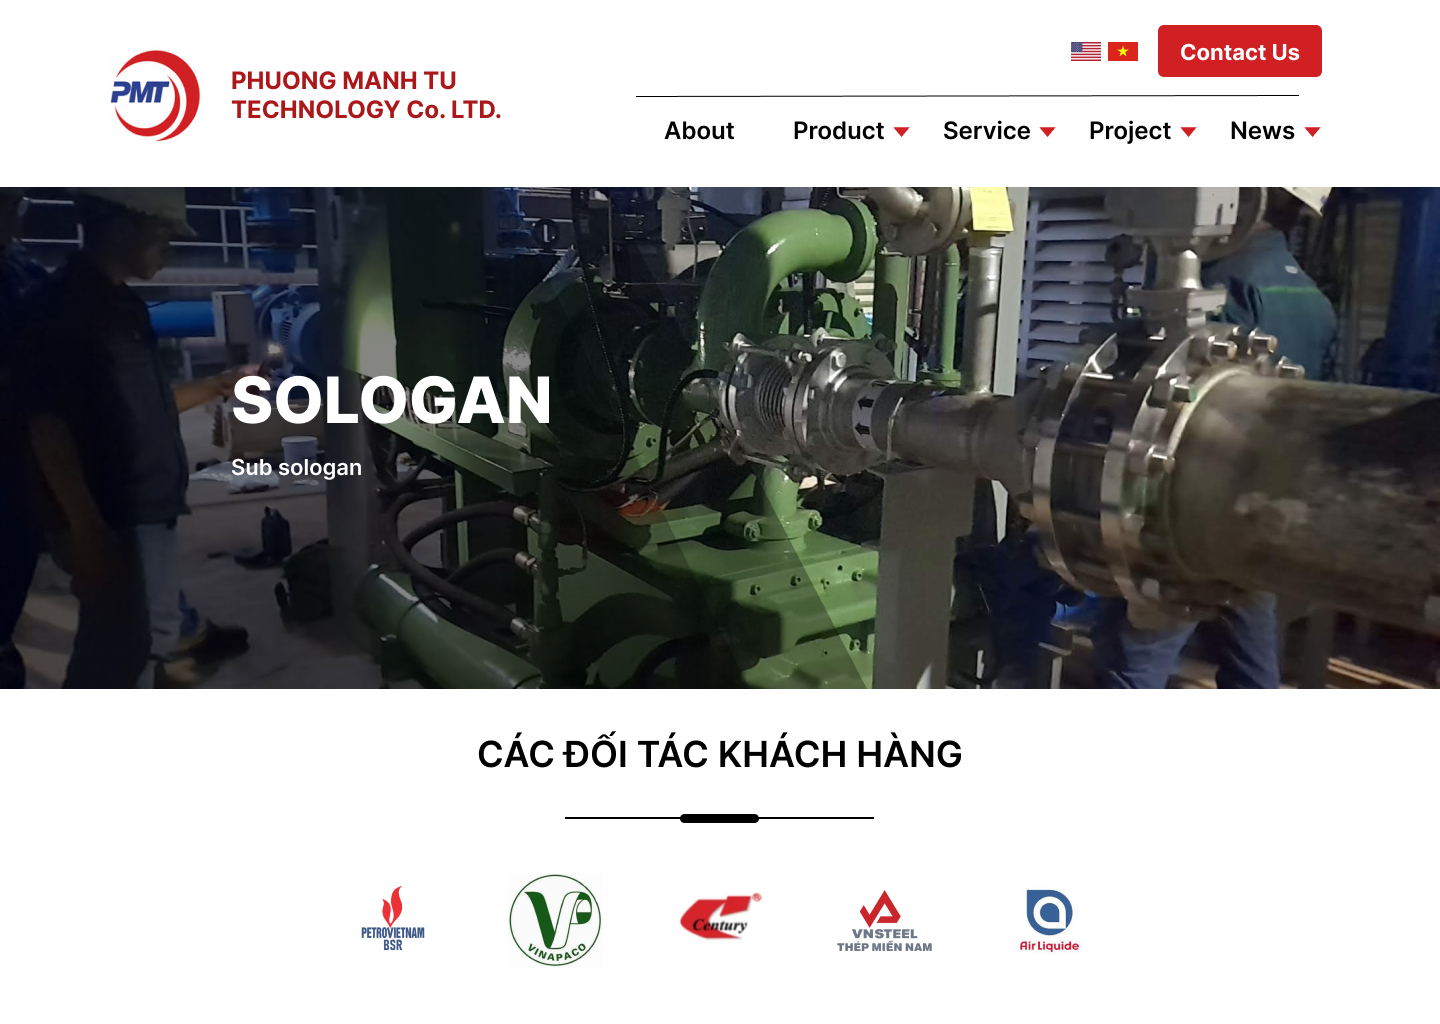 PMT
PHUONG MANH TU
TECHNOLOGY Co. LTD.
Contact Us
About
Product
Service
Project
News
SOLOGAN
Sub sologan
CÁC ĐỐI TÁC KHÁCH HÀNG
PETROVIETNAM
BSR
VINAPACO
Century
®
VNSTEEL
THÉP MIỀN NAM
Air Liquide